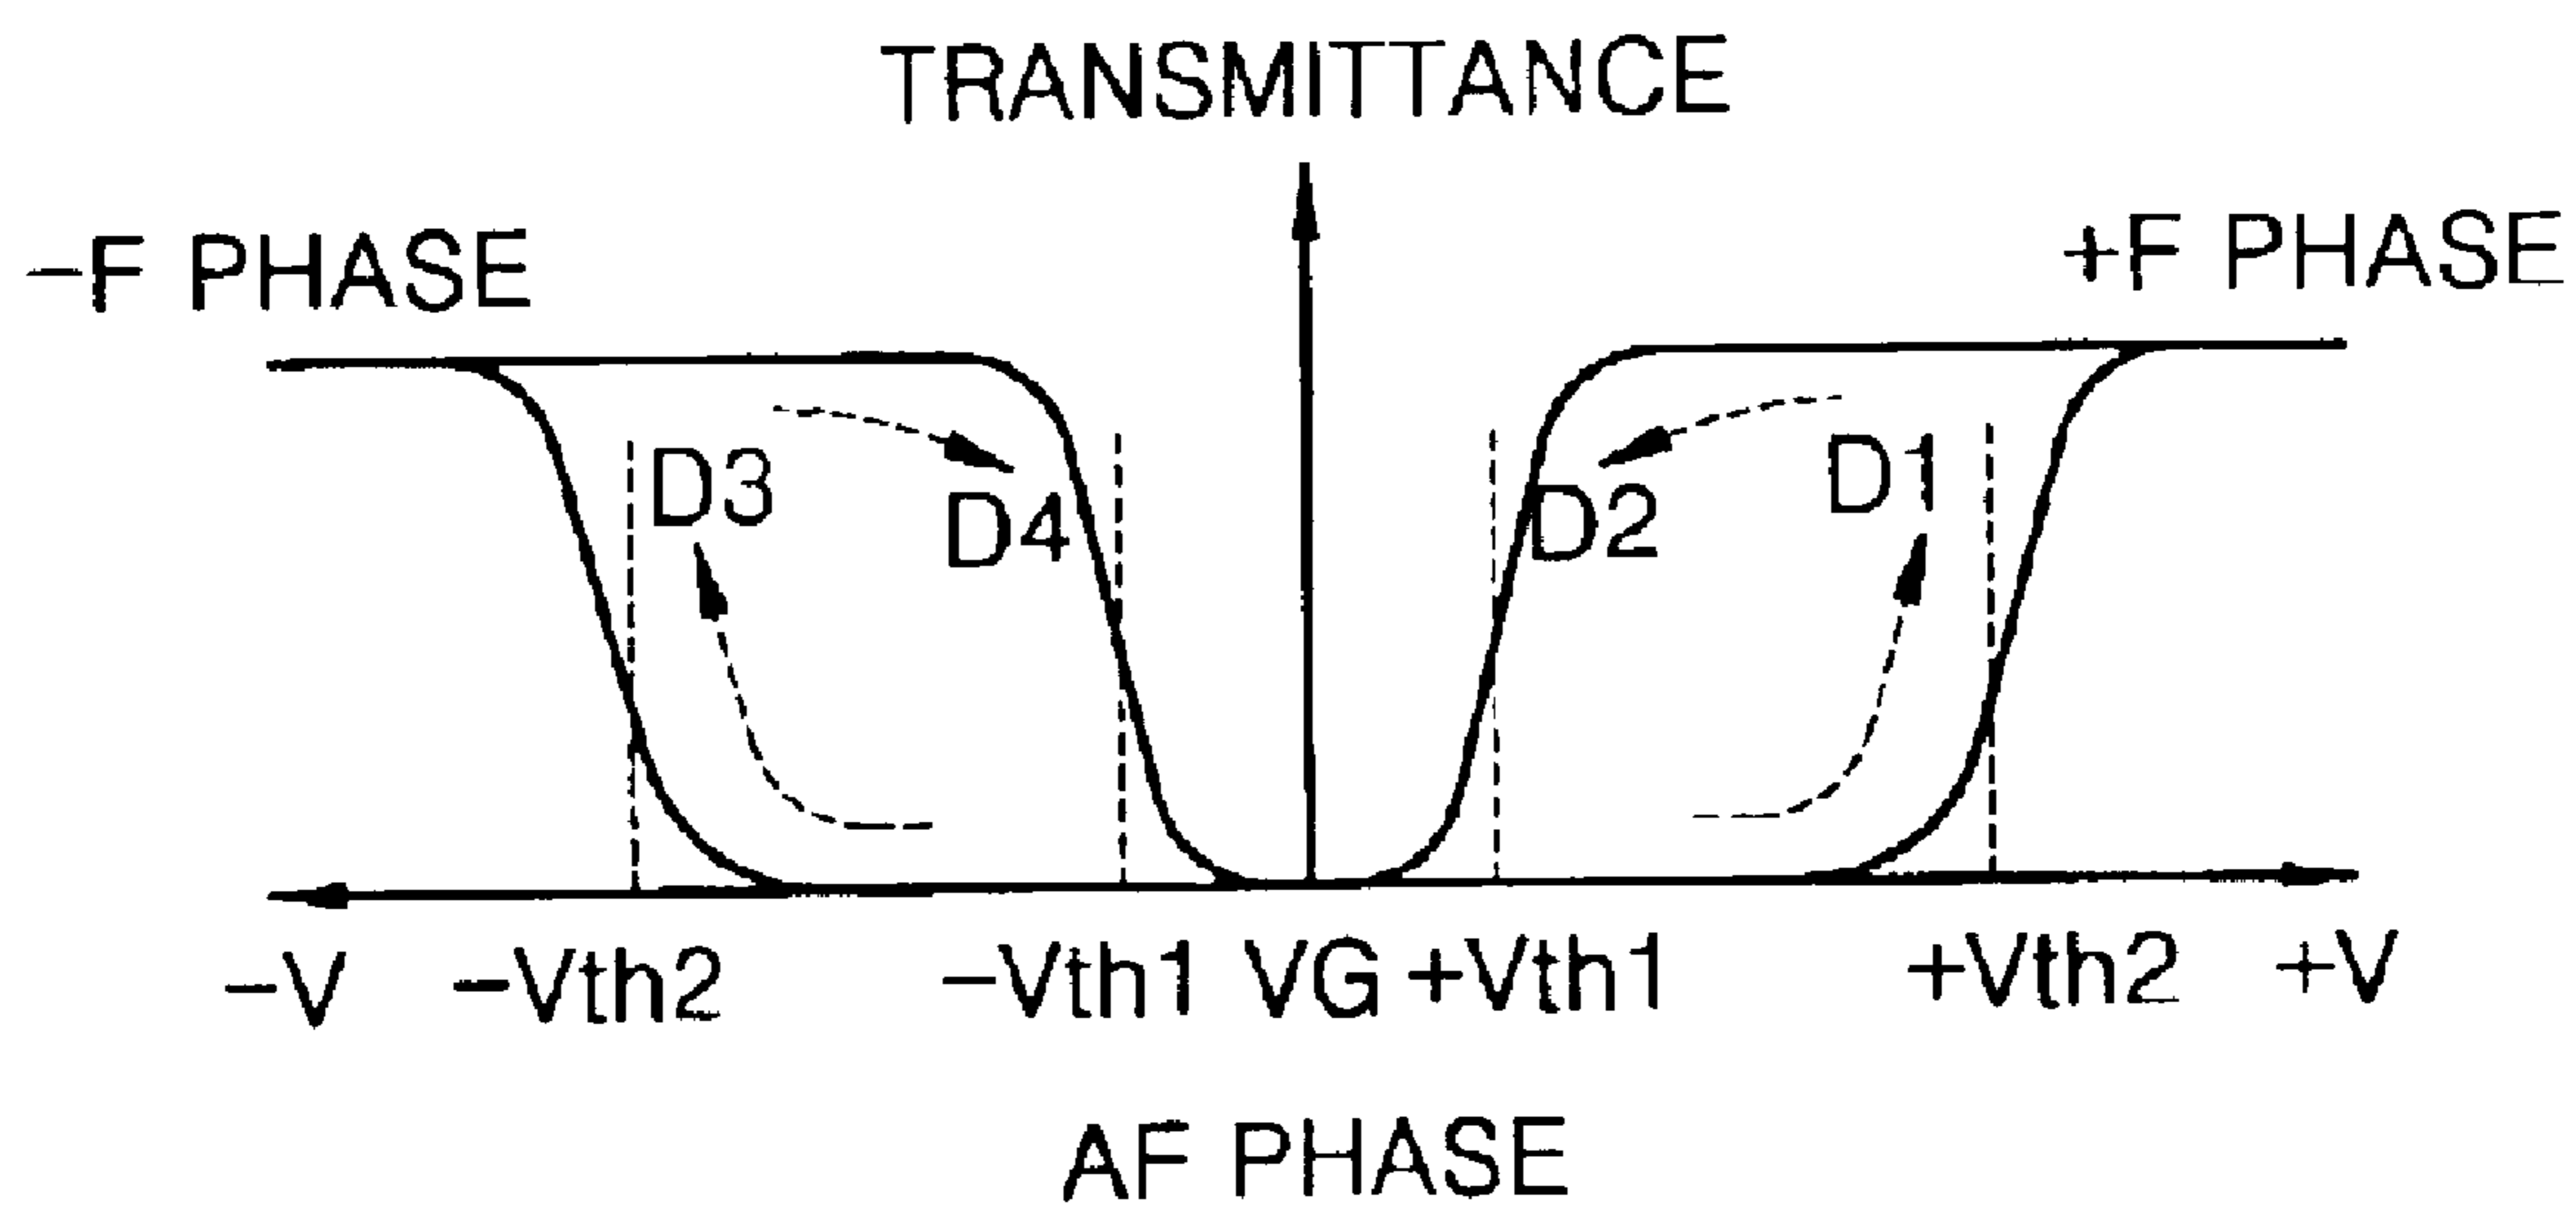 TRANSMITTANCE
−F PHASE
+F PHASE
D3
D4
D2
D1
−V
−Vth2
−Vth1
VG
+Vth1
+Vth2
+V
AF PHASE